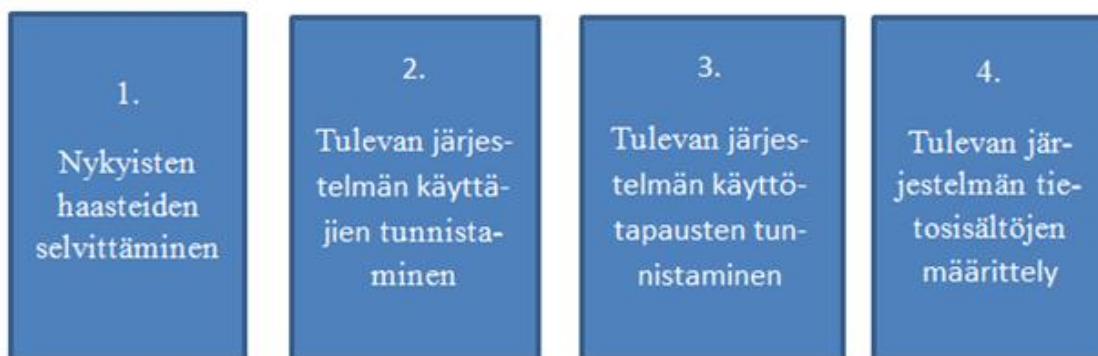 1.
Nykyisten
haasteiden
selvittäminen
2.
Tulevan järjes-
telmän käyttä-
jien tunnista-
minen
3.
Tulevan järjes-
telmän käyttö-
tapausten tun-
nistaminen
4.
Tulevan jär-
jestelmän tie-
tosisältöjen
määrittely